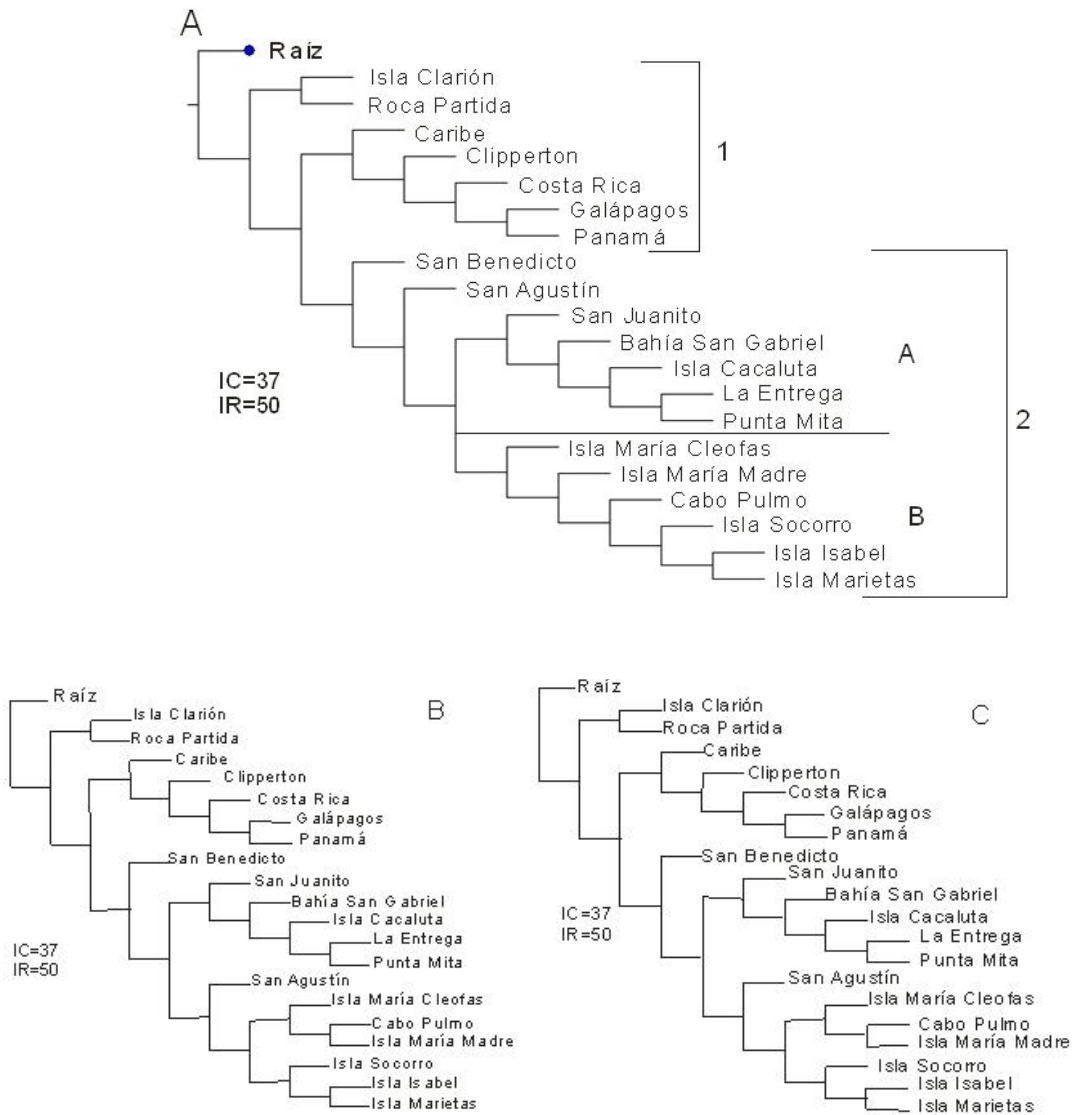 A
Raíz
Isla Clarión
Roca Partida
1
Caribe
Clipperton
Costa Rica
Galápagos
Panamá
San Benedicto
San Agustín
San Juanito
Bahía San Gabriel
A
Isla Cacaluta
La Entrega
Punta Mita
IC=37
IR=50
2
Isla María Cleofas
Isla María Madre
Cabo Pulmo
B
Isla Socorro
Isla Isabel
Isla Marietas
B
Raíz
Isla Clarión
Roca Partida
Caribe
Clipperton
Costa Rica
Galápagos
Panamá
San Benedicto
San Juanito
Bahía San Gabriel
Isla Cacaluta
La Entrega
Punta Mita
IC=37
IR=50
San Agustín
Isla María Cleofas
Cabo Pulmo
Isla María Madre
Isla Socorro
Isla Isabel
Isla Marietas
C
Raíz
Isla Clarión
Roca Partida
Caribe
Clipperton
Costa Rica
Galápagos
Panamá
San Benedicto
San Juanito
Bahía San Gabriel
Isla Cacaluta
La Entrega
Punta Mita
IC=37
IR=50
San Agustín
Isla María Cleofas
Cabo Pulmo
Isla María Madre
Isla Socorro
Isla Isabel
Isla Marietas